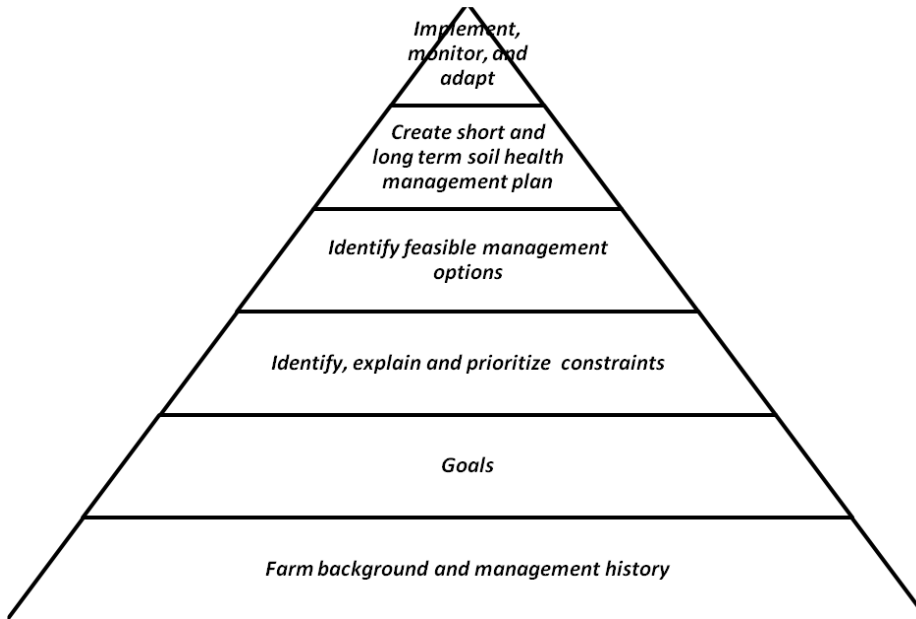 Implement,
monitor, and
adapt
Create short and
long term soil health
management plan
Identify feasible management
options
Identify, explain and prioritize  constraints
Goals
Farm background and management history